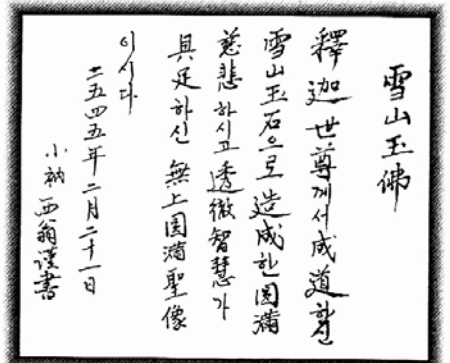 雪山玉佛
釋迦世尊께서成道하신
雪山玉石으로造成한圓滿
慈悲하시고透徹智慧가
具足하신無上圓滿聖像
이시다
二五四五年二月二十一日
小衲西翁謹書